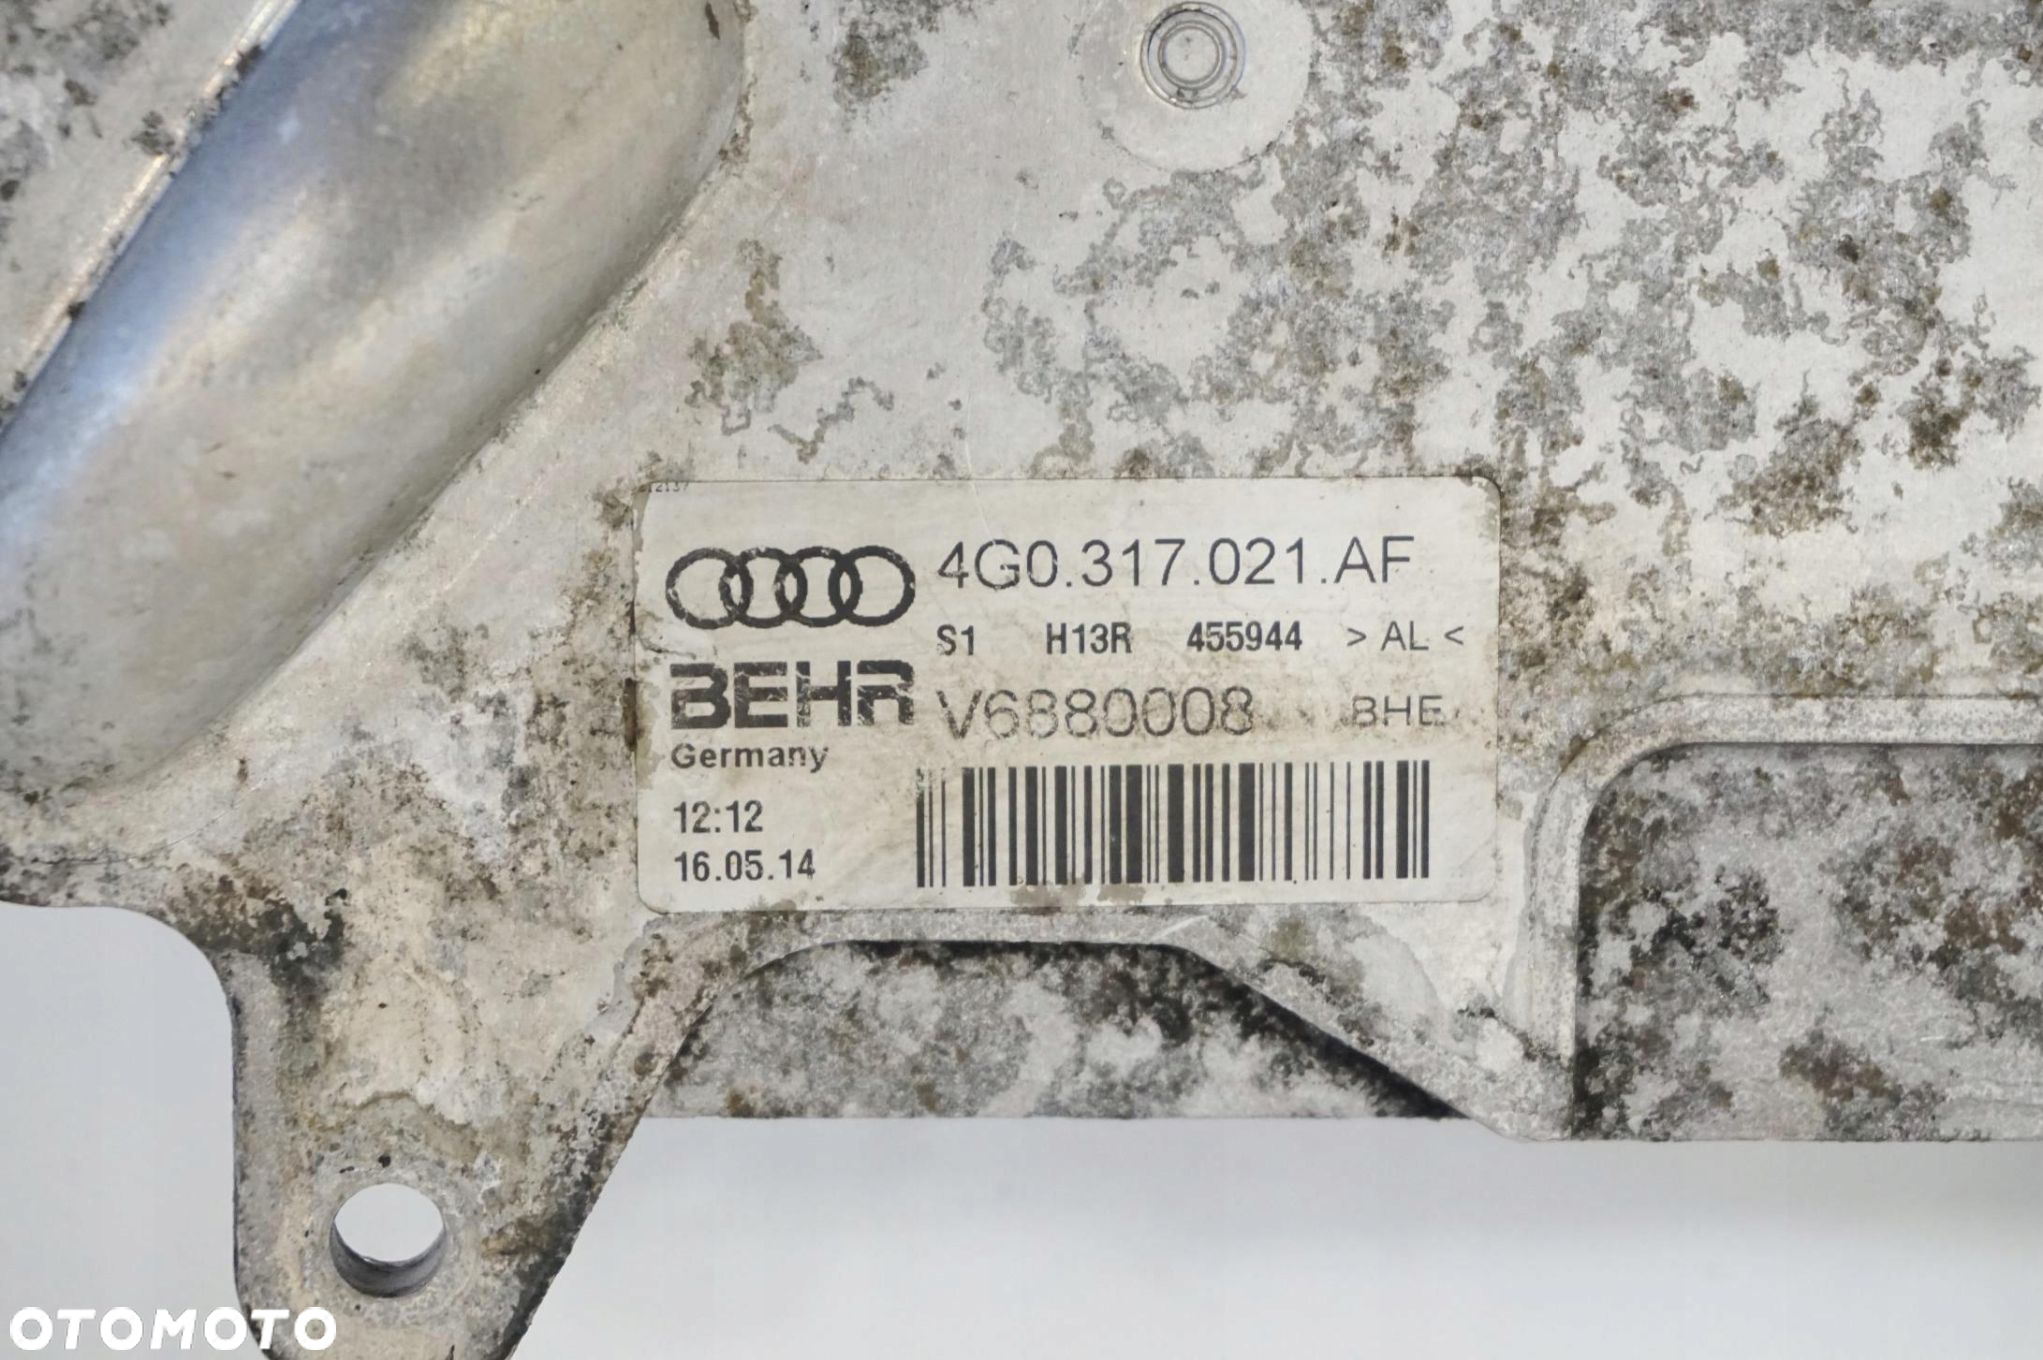 4G0.317.021.AF
S1 H13R 455944 > AL <
BEHR V6880008 BHE
Germany
12:12
16.05.14
OTOMOTO